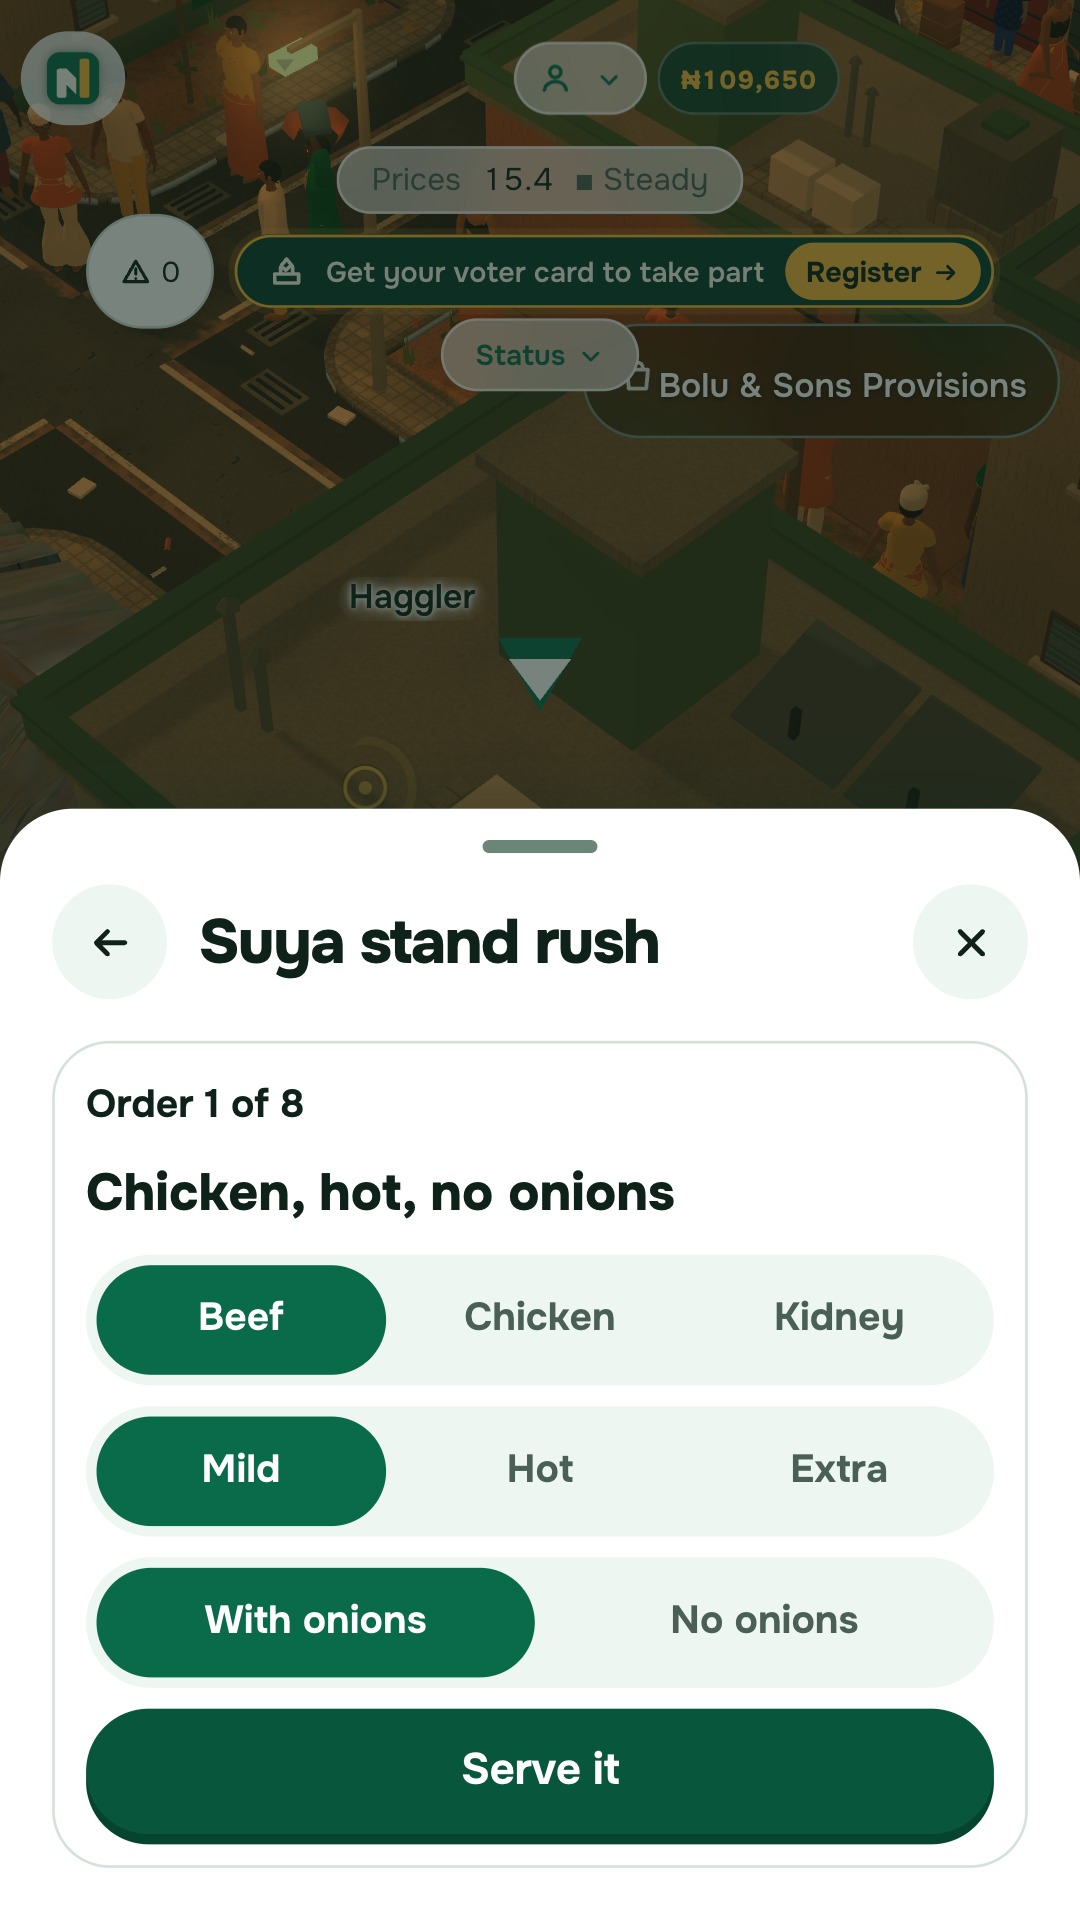 ₦109,650
Prices 15.4 Steady
0
Get your voter card to take part
Register →
Status
Bolu & Sons Provisions
Haggler
Suya stand rush
Order 1 of 8
Chicken, hot, no onions
Beef Chicken Kidney
Mild Hot Extra
With onions No onions
Serve it